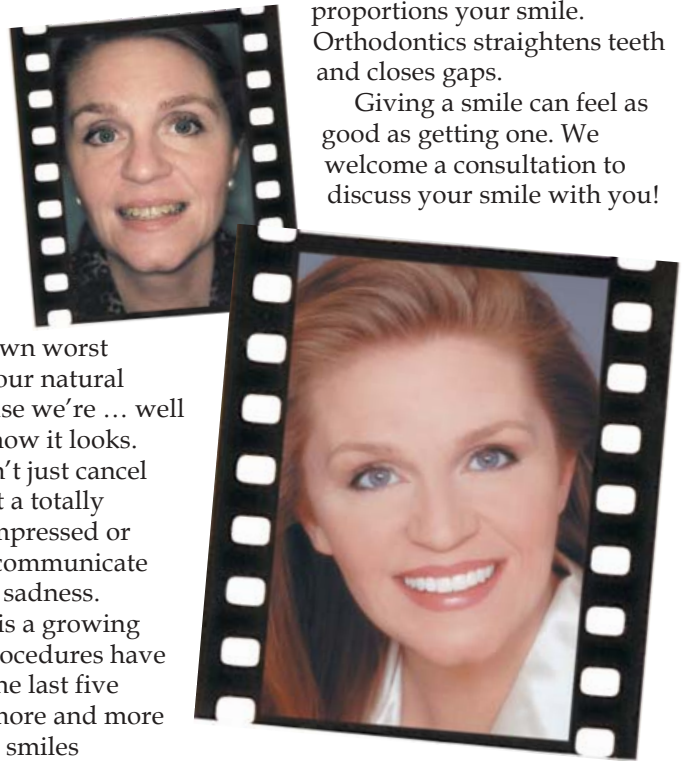 proportions your smile.
Orthodontics straightens teeth
and closes gaps.
Giving a smile can feel as
good as getting one. We
welcome a consultation to
discuss your smile with you!
wn worst
our natural
se we're … well
how it looks.
n't just cancel
t a totally
mpressed or
communicate
sadness.
is a growing
rocedures have
he last five
more and more
smiles